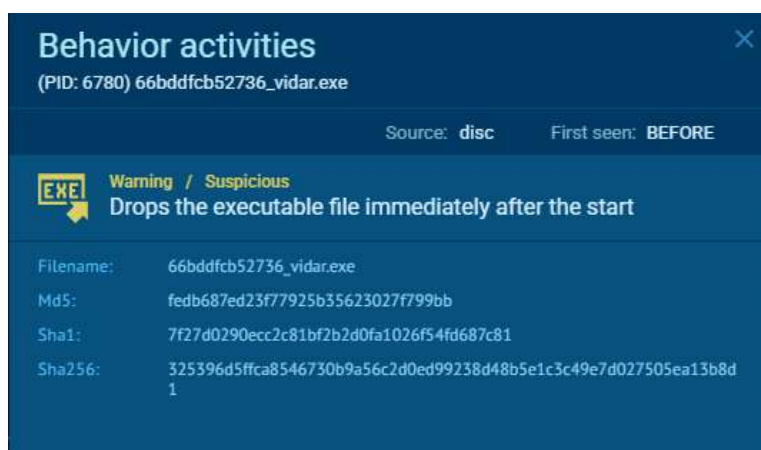 Behavior activities
(PID: 6780) 66bddfcb52736_vidar.exe
Source: disc First seen: BEFORE
EXE
Warning / Suspicious
Drops the executable file immediately after the start
Filename: 66bddfcb52736_vidar.exe
Md5: fedb687ed23f77925b35623027f799bb
Sha1: 7f27d0290ecc2c81bf2b2d0fa1026f54fd687c81
Sha256: 325396d5ffca8546730b9a56c2d0ed99238d48b5e1c3c49e7d027505ea13b8d
1